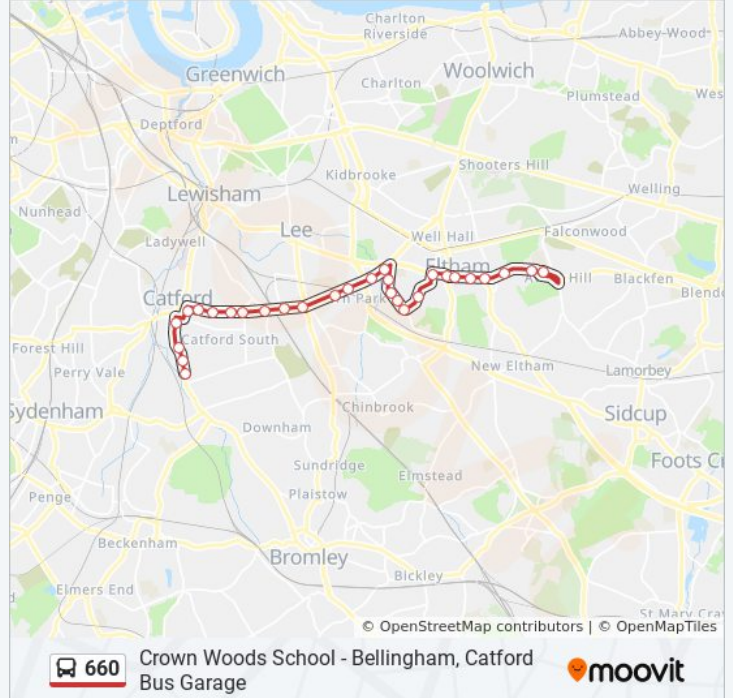 Charlton
Riverside
Abbey-Wood
Greenwich
Charlton
Woolwich
Plumstead
Wes
Deptford
Kidbrooke
Shooters Hill
Lewisham
Welling
Nunhead
Ladywell
Lee
Well Hall
Falconwood
Eltham
Hill
Blackfen
Blende
Catford
n Park
Forest Hill
Catford South
Perry Vale
New Eltham
Lamorbey
Sydenham
Chinbrook
Sidcup
Downham
Foots Cr
Sundridge
Elmstead
Plaistow
Penge
Beckenham
Bromley
Bickley
Elmers End
St Mary Cray
© OpenStreetMap contributors | © OpenMapTiles
660
Crown Woods School - Bellingham, Catford
Bus Garage
moovit